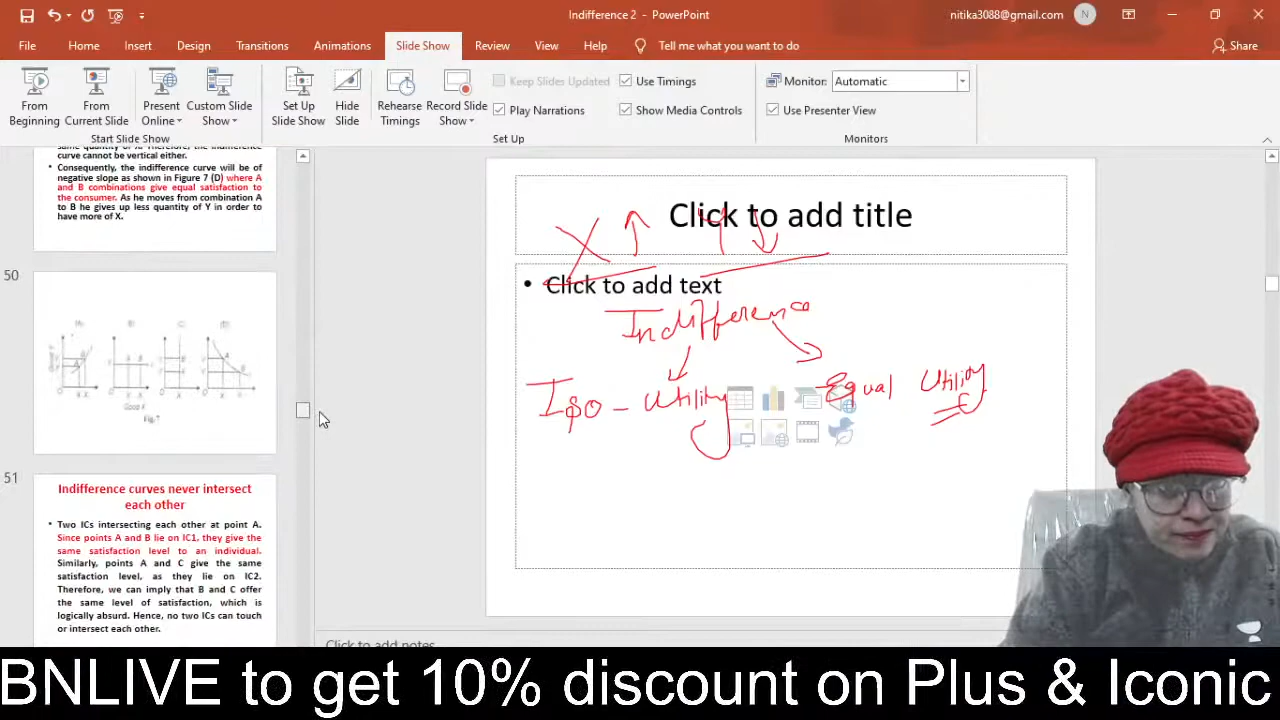 Indifference 2 - PowerPoint
nitika3088@gmail.com
N
File Home Insert Design Transitions Animations Slide Show Review View Help Tell me what you want to do
Share
From Beginning
From Current Slide
Present Online
Custom Slide Show
Set Up Slide Show
Hide Slide
Rehearse Timings
Record Slide Show
Keep Slides Updated
Play Narrations
Use Timings
Show Media Controls
Monitor: Automatic
Use Presenter View
Start Slide Show
Set Up
Monitors
same quantity of X. Therefore, the indifference
curve cannot be vertical either.
• Consequently, the indifference curve will be of
negative slope as shown in Figure 7 (D) where A
and B combinations give equal satisfaction to
the consumer. As he moves from combination A
to B he gives up less quantity of Y in order to
have more of X.
50
Good X
Fig. 7
51
Indifference curves never intersect
each other
• Two ICs intersecting each other at point A.
Since points A and B lie on IC1, they give the
same satisfaction level to an individual.
Similarly, points A and C give the same
satisfaction level, as they lie on IC2.
Therefore, we can imply that B and C offer
the same level of satisfaction, which is
logically absurd. Hence, no two ICs can touch
or intersect each other.
Click to add title
X ↑ Y ↓
• Click to add text
Indifference
Iso - Utility
Equal Utility
Click to add notes
BNLIVE to get 10% discount on Plus & Iconic